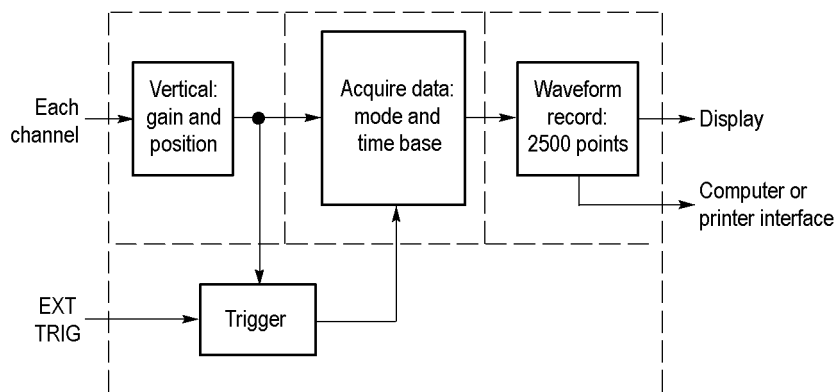 Each
channel
Vertical:
gain and
position
Acquire data:
mode and
time base
Waveform
record:
2500 points
Display
Computer or
printer interface
EXT
TRIG
Trigger